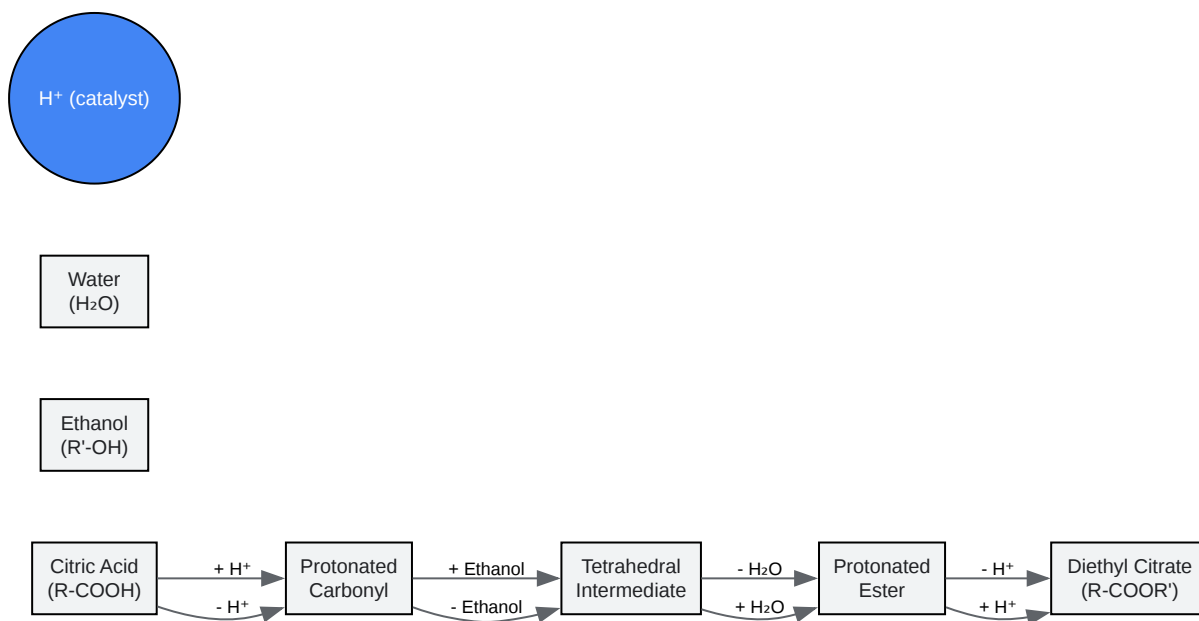 H⁺ (catalyst)
Water
(H₂O)
Ethanol
(R'-OH)
Citric Acid
(R-COOH)
+ H⁺
- H⁺
Protonated
Carbonyl
+ Ethanol
- Ethanol
Tetrahedral
Intermediate
- H₂O
+ H₂O
Protonated
Ester
- H⁺
+ H⁺
Diethyl Citrate
(R-COOR')